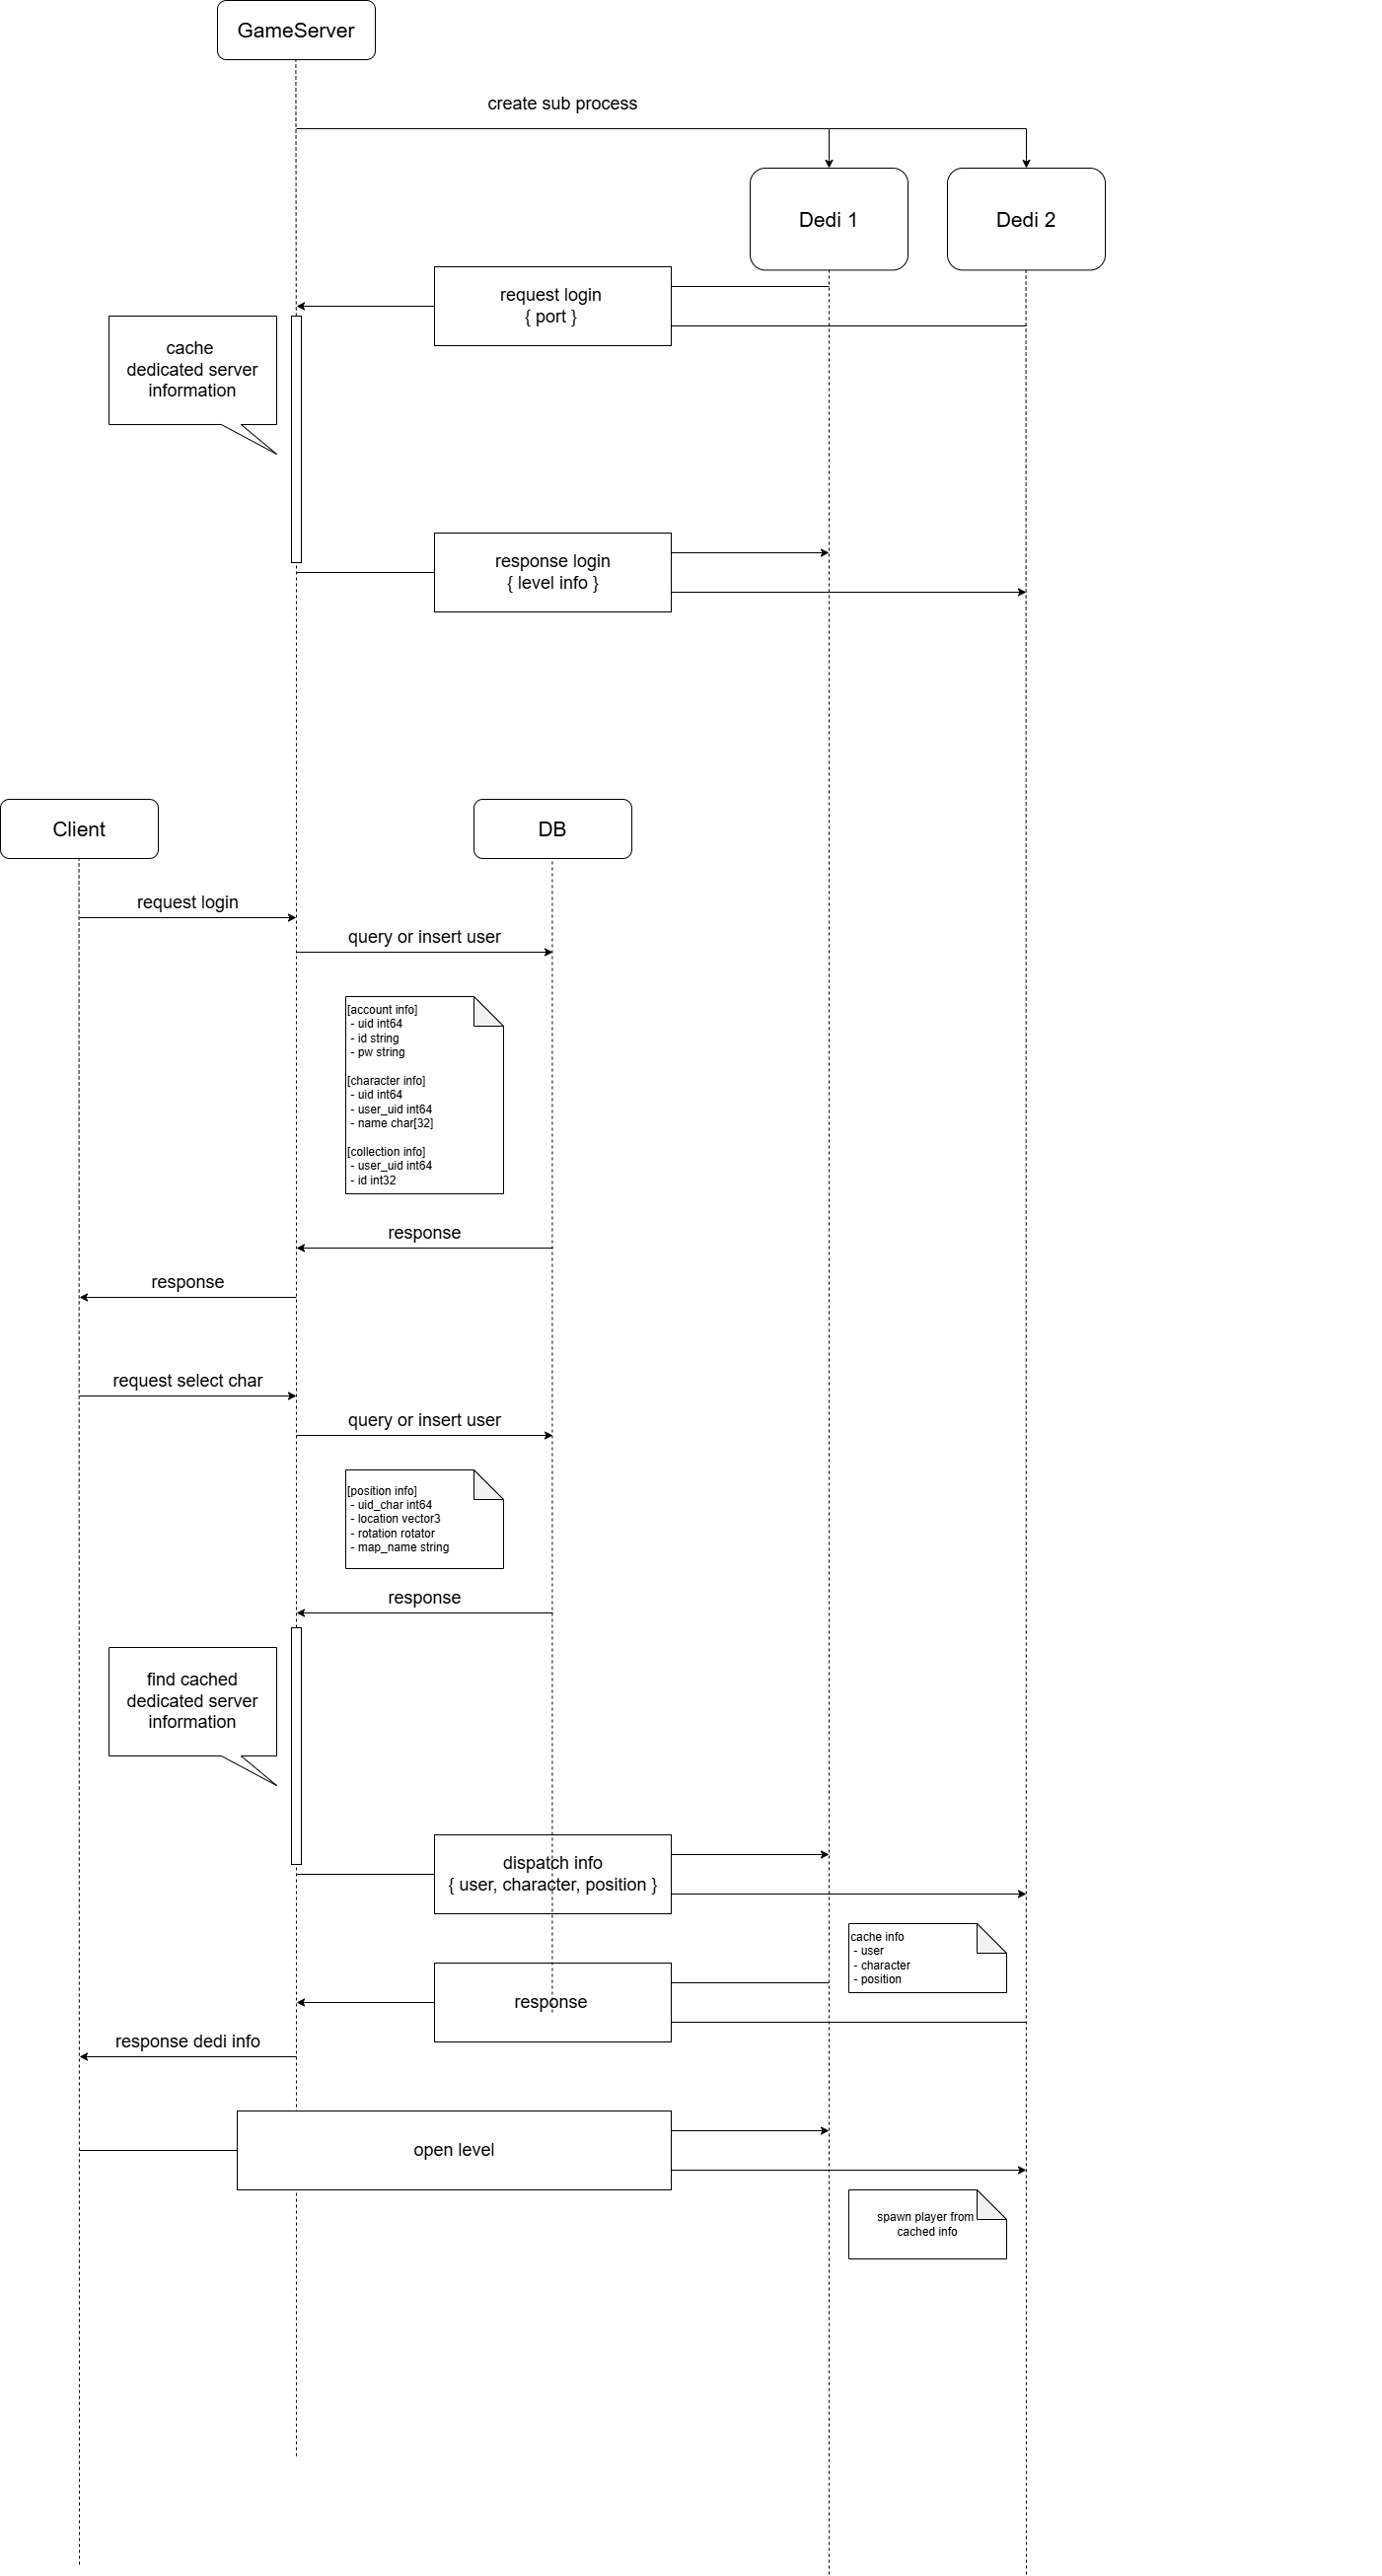 GameServer
create sub process
Dedi 1
Dedi 2
request login
{ port }
cache
dedicated server
information
response login
{ level info }
Client
DB
request login
query or insert user
[account info]
- uid int64
- id string
- pw string
[character info]
- uid int64
- user_uid int64
- name char[32]
[collection info]
- user_uid int64
- id int32
response
response
request select char
query or insert user
[position info]
- uid_char int64
- location vector3
- rotation rotator
- map_name string
response
find cached
dedicated server
information
dispatch info
{ user, character, position }
cache info
- user
- character
- position
response
response dedi info
open level
spawn player from
cached info